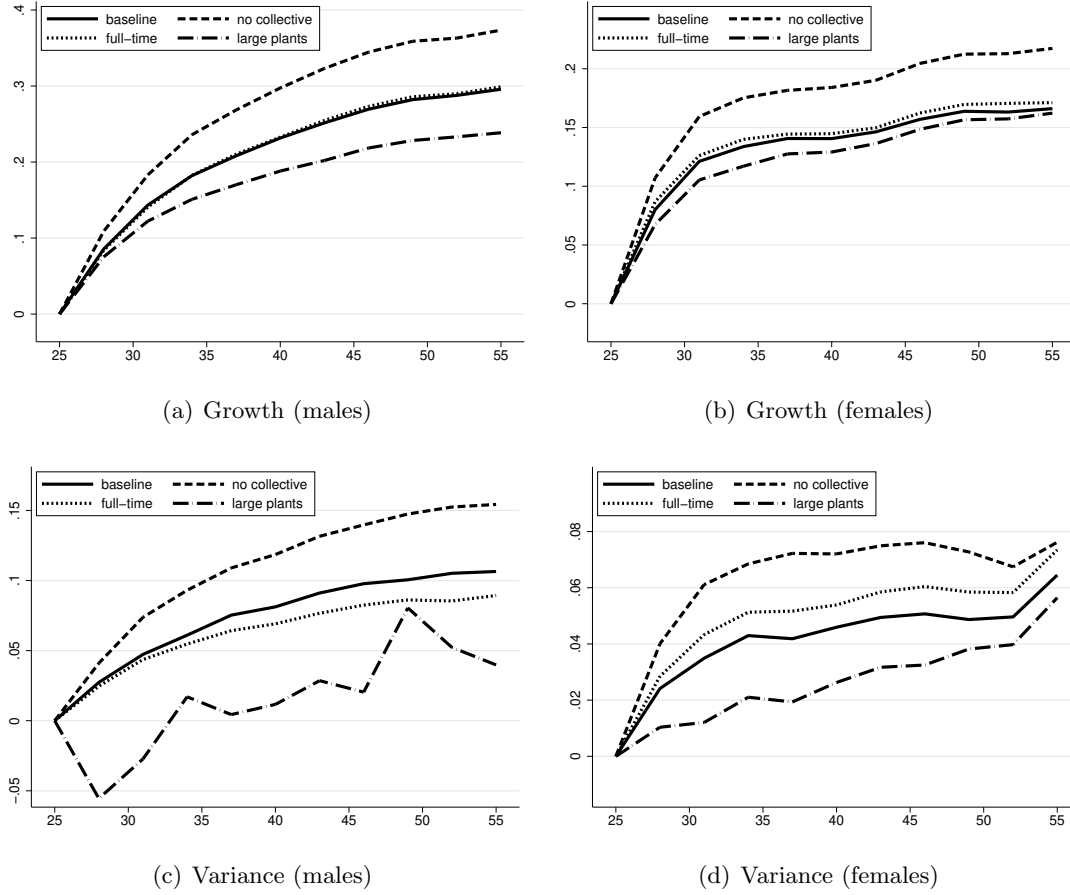 baseline no collective
full-time large plants
.4
.3
.2
.1
0
25 30 35 40 45 50 55
(a) Growth (males)
baseline no collective
full-time large plants
.2
.15
.1
.05
0
25 30 35 40 45 50 55
(b) Growth (females)
baseline no collective
full-time large plants
.15
.1
.05
0
-.05
25 30 35 40 45 50 55
(c) Variance (males)
baseline no collective
full-time large plants
.08
.06
.04
.02
0
25 30 35 40 45 50 55
(d) Variance (females)